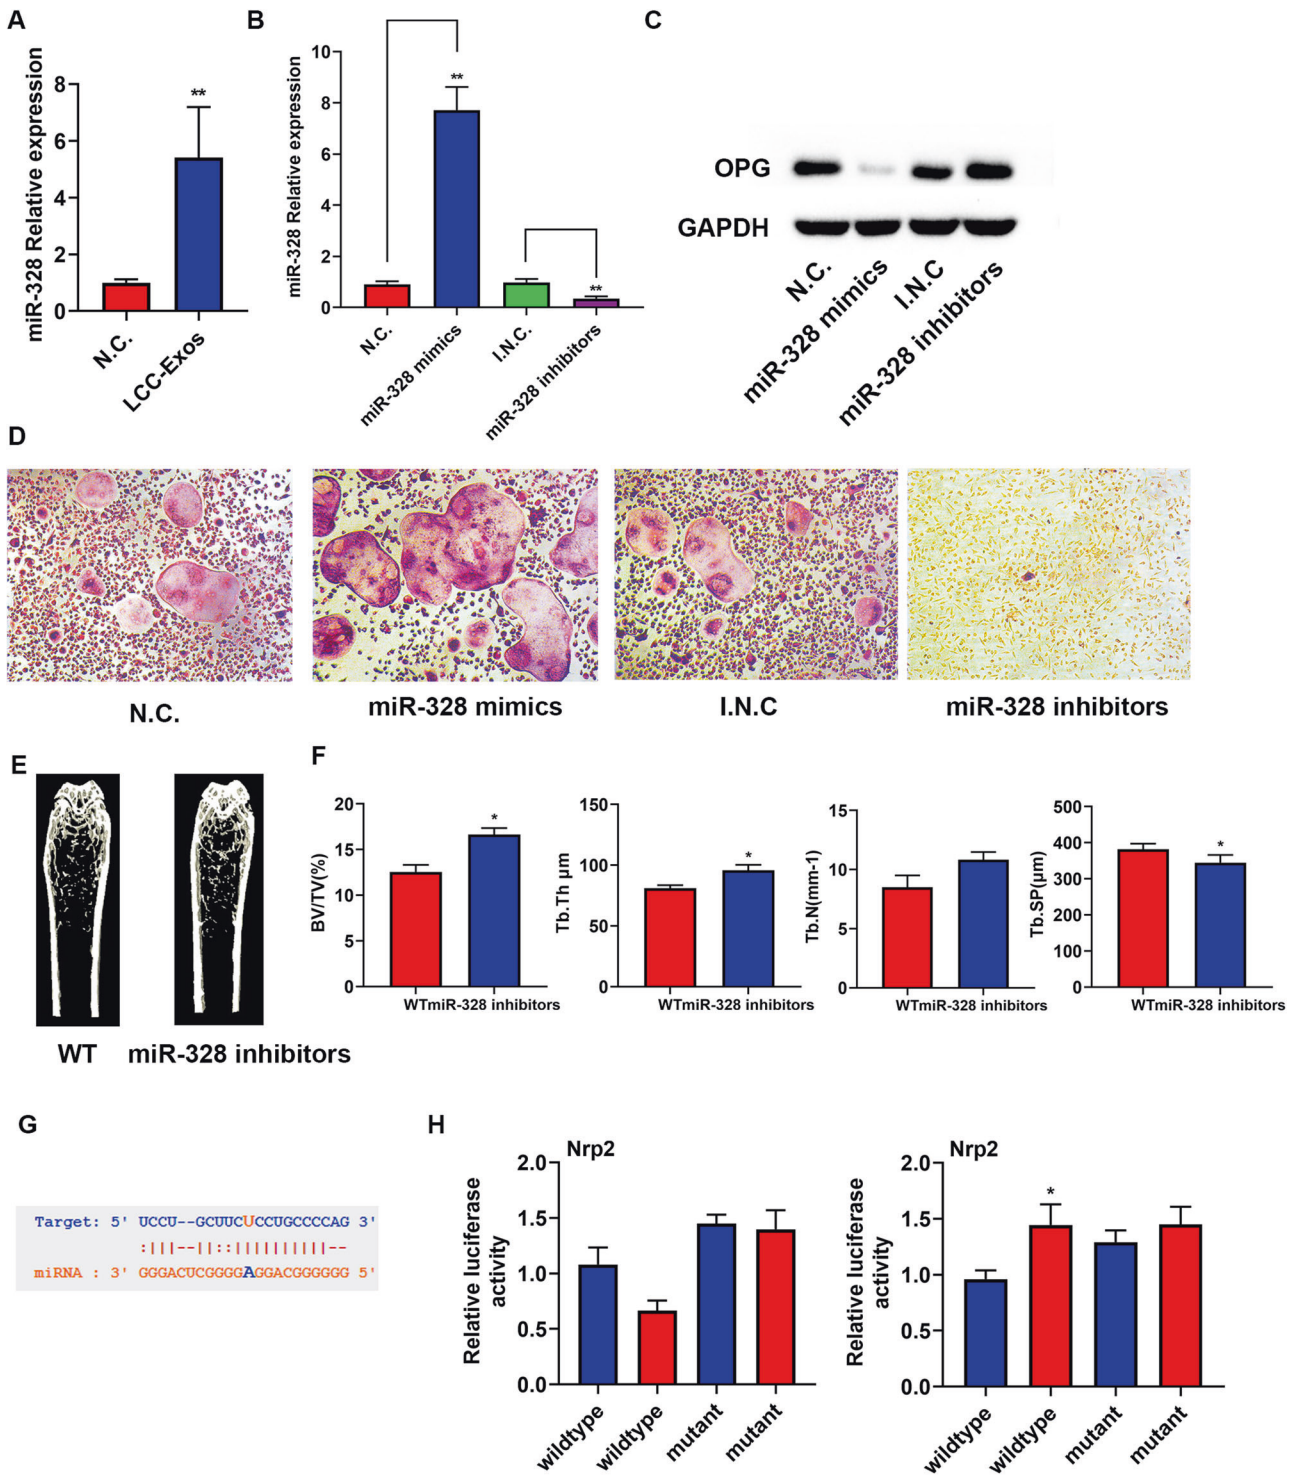 A
miR-328 Relative expression
8
6
4
2
0
**
N.C.
LCC-Exos
B
miR-328 Relative expression
10
8
6
4
2
0
**
**
N.C.
miR-328 mimics
I.N.C.
miR-328 inhibitors
C
OPG
GAPDH
N.C.
miR-328 mimics
I.N.C
miR-328 inhibitors
D
N.C.
miR-328 mimics
I.N.C
miR-328 inhibitors
E
WT
miR-328 inhibitors
F
BV/TV(%)
20
15
10
5
0
*
WTmiR-328 inhibitors
Tb.Th μm
150
100
50
0
*
WTmiR-328 inhibitors
Tb.N(mm-1)
15
10
5
0
WTmiR-328 inhibitors
Tb.SP(μm)
500
400
300
200
100
0
*
WTmiR-328 inhibitors
G
Target: 5' UCCU--GCUUCUCCUGCCCCAG 3'
:|||--||::||||||||||--
miRNA : 3' GGGACUCGGGGAGGACGGGGGG 5'
H
Nrp2
Relative luciferase
activity
2.0
1.5
1.0
0.5
0.0
wildtype
wildtype
mutant
mutant
Nrp2
Relative luciferase
activity
2.0
1.5
1.0
0.5
0.0
*
wildtype
wildtype
mutant
mutant